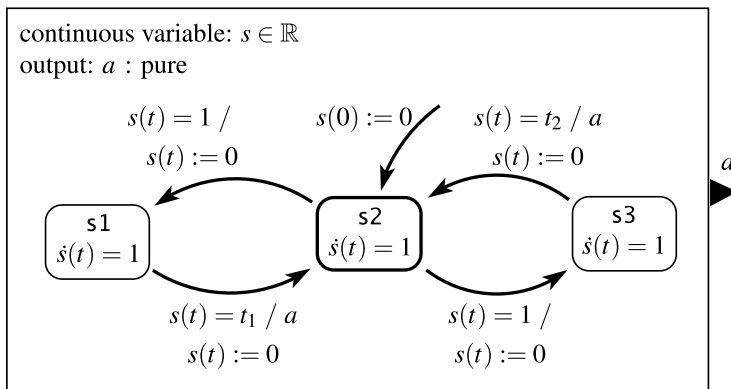 continuous variable: s ∈ ℝ
output: a : pure
s(t) = 1 /
s(t) := 0
s(0) := 0
s(t) = t₂ / a
s(t) := 0
a
s1
ṡ(t) = 1
s2
ṡ(t) = 1
s3
ṡ(t) = 1
s(t) = t₁ / a
s(t) := 0
s(t) = 1 /
s(t) := 0